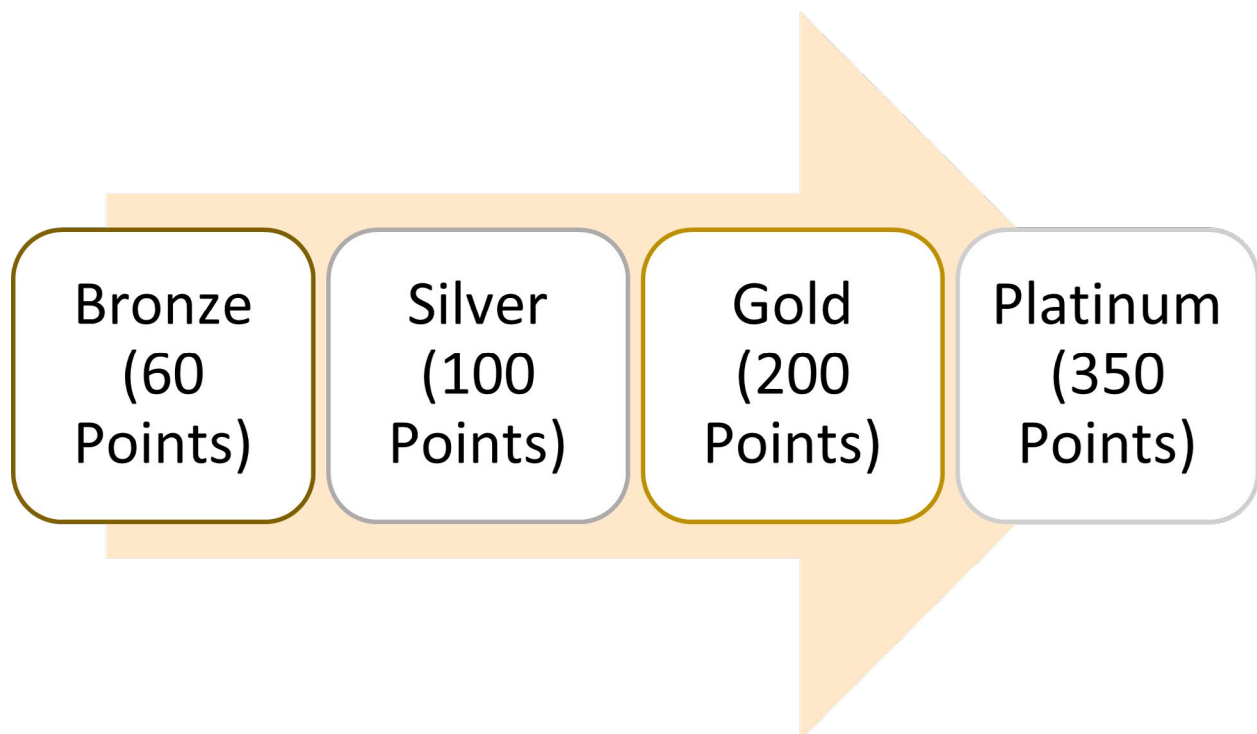 Bronze
(60
Points)
Silver
(100
Points)
Gold
(200
Points)
Platinum
(350
Points)